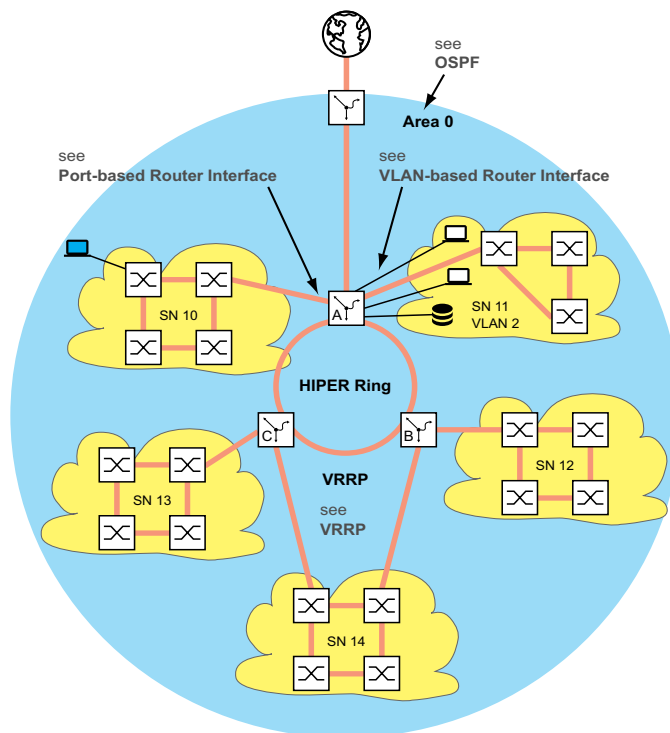 see
OSPF
Area 0
see
Port-based Router Interface
see
VLAN-based Router Interface
SN 10
A
SN 11
VLAN 2
HIPER Ring
C
B
SN 13
VRRP
SN 12
see
VRRP
SN 14